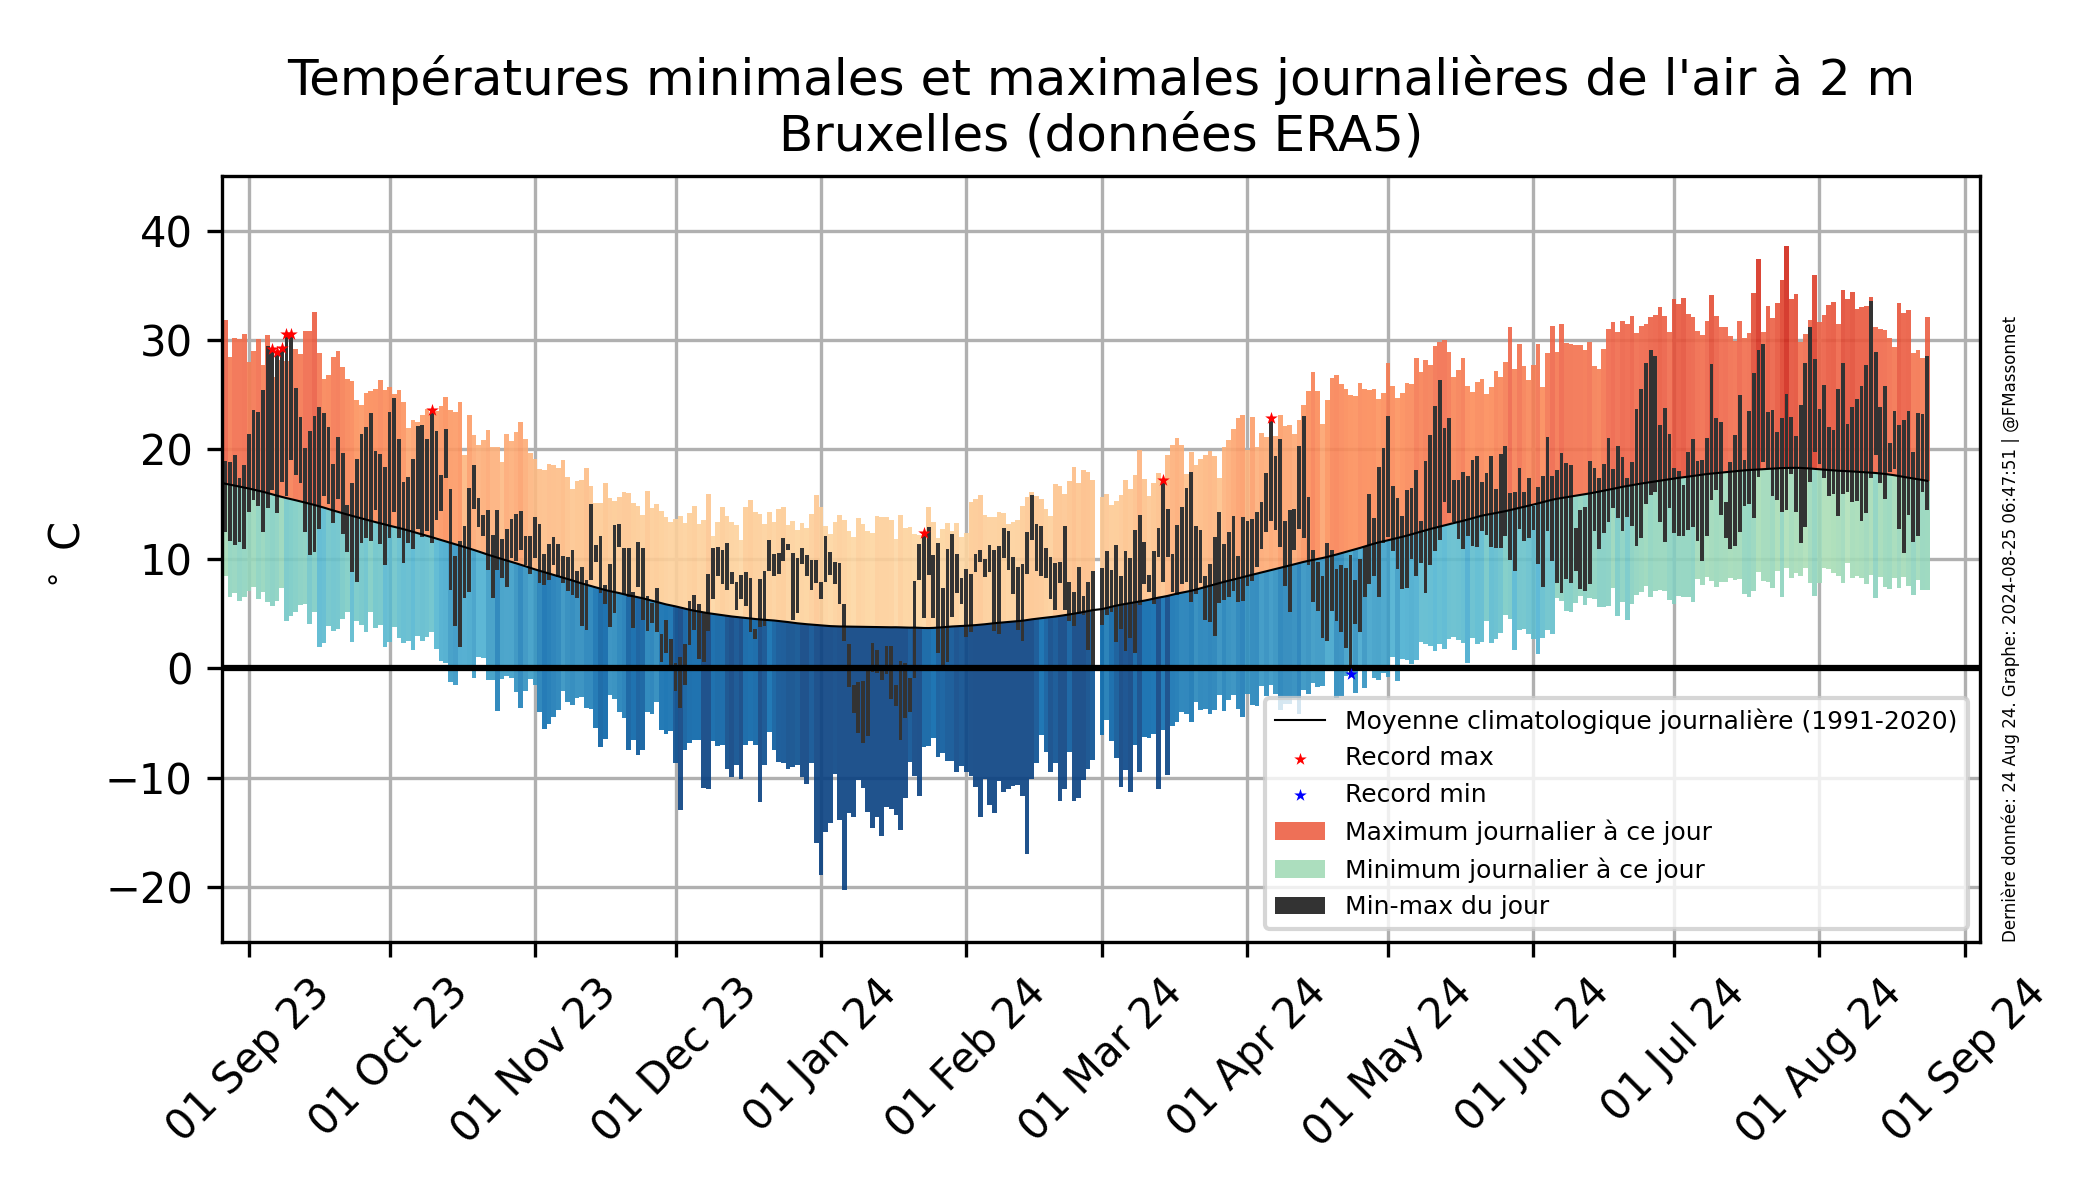 Températures minimales et maximales journalières de l'air à 2 m
Bruxelles (données ERA5)
° C
40
30
20
10
0
−10
−20
01 Sep 23
01 Oct 23
01 Nov 23
01 Dec 23
01 Jan 24
01 Feb 24
01 Mar 24
01 Apr 24
01 May 24
01 Jun 24
01 Jul 24
01 Aug 24
01 Sep 24
Moyenne climatologique journalière (1991-2020)
Record max
Record min
Maximum journalier à ce jour
Minimum journalier à ce jour
Min-max du jour
Dernière donnée: 24 Aug 24. Graphe: 2024-08-25 06:47:51 | @FMassonnet